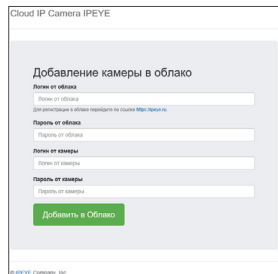 Cloud IP Camera IPEYE
Добавление камеры в облако
Логин от облака
Логин от облака
Для регистрации в облаке перейдите по ссылке https://ipeye.ru.
Пароль от облака
Пароль от облака
Логин от камеры
Логин от камеры
Пароль от камеры
Пароль от камеры
Добавить в Облако
© IPEYE Company, Inc